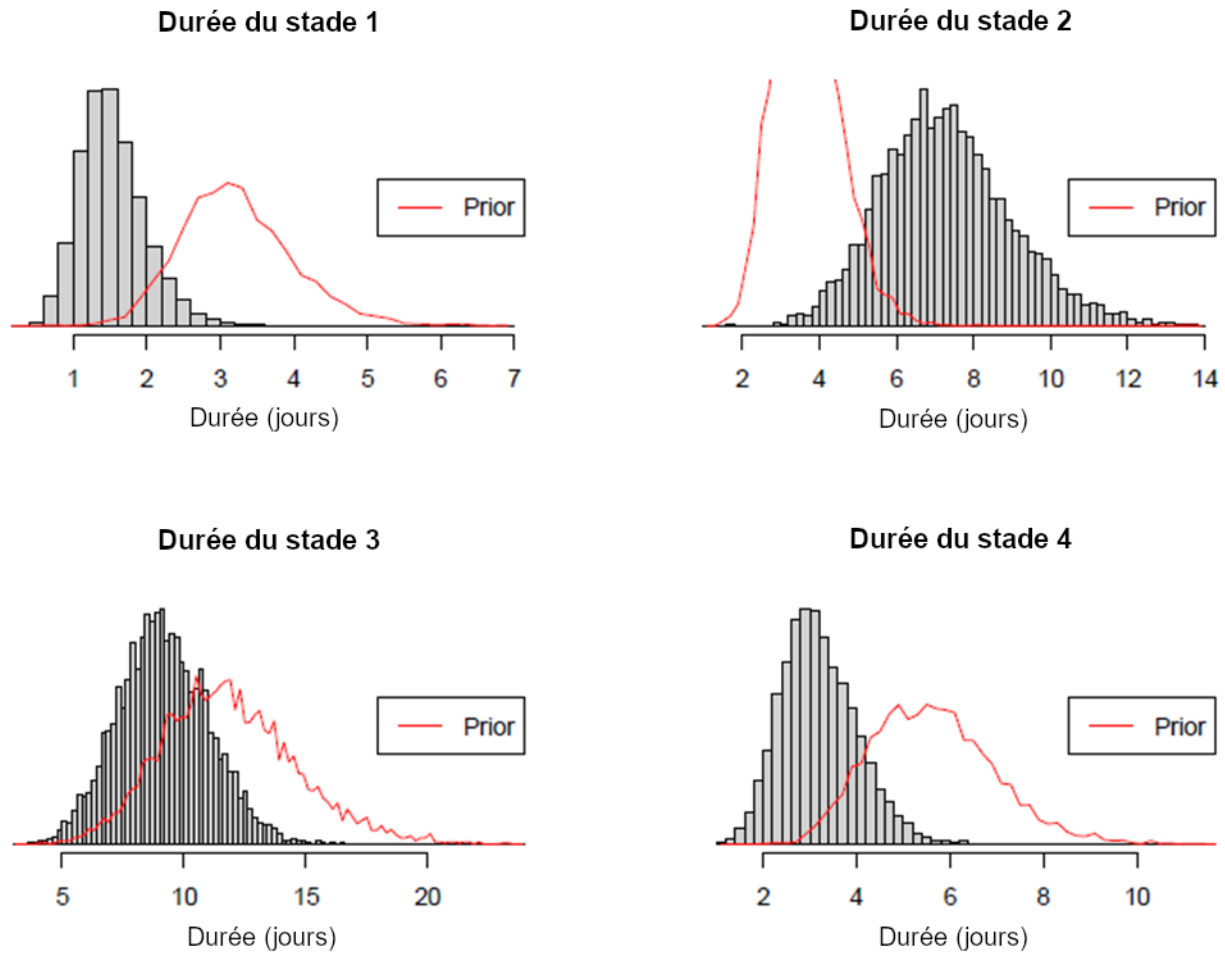 Durée du stade 1
Durée du stade 2
Prior
Prior
1 2 3 4 5 6 7
2 4 6 8 10 12 14
Durée (jours)
Durée (jours)
Durée du stade 3
Durée du stade 4
Prior
Prior
5 10 15 20
2 4 6 8 10
Durée (jours)
Durée (jours)